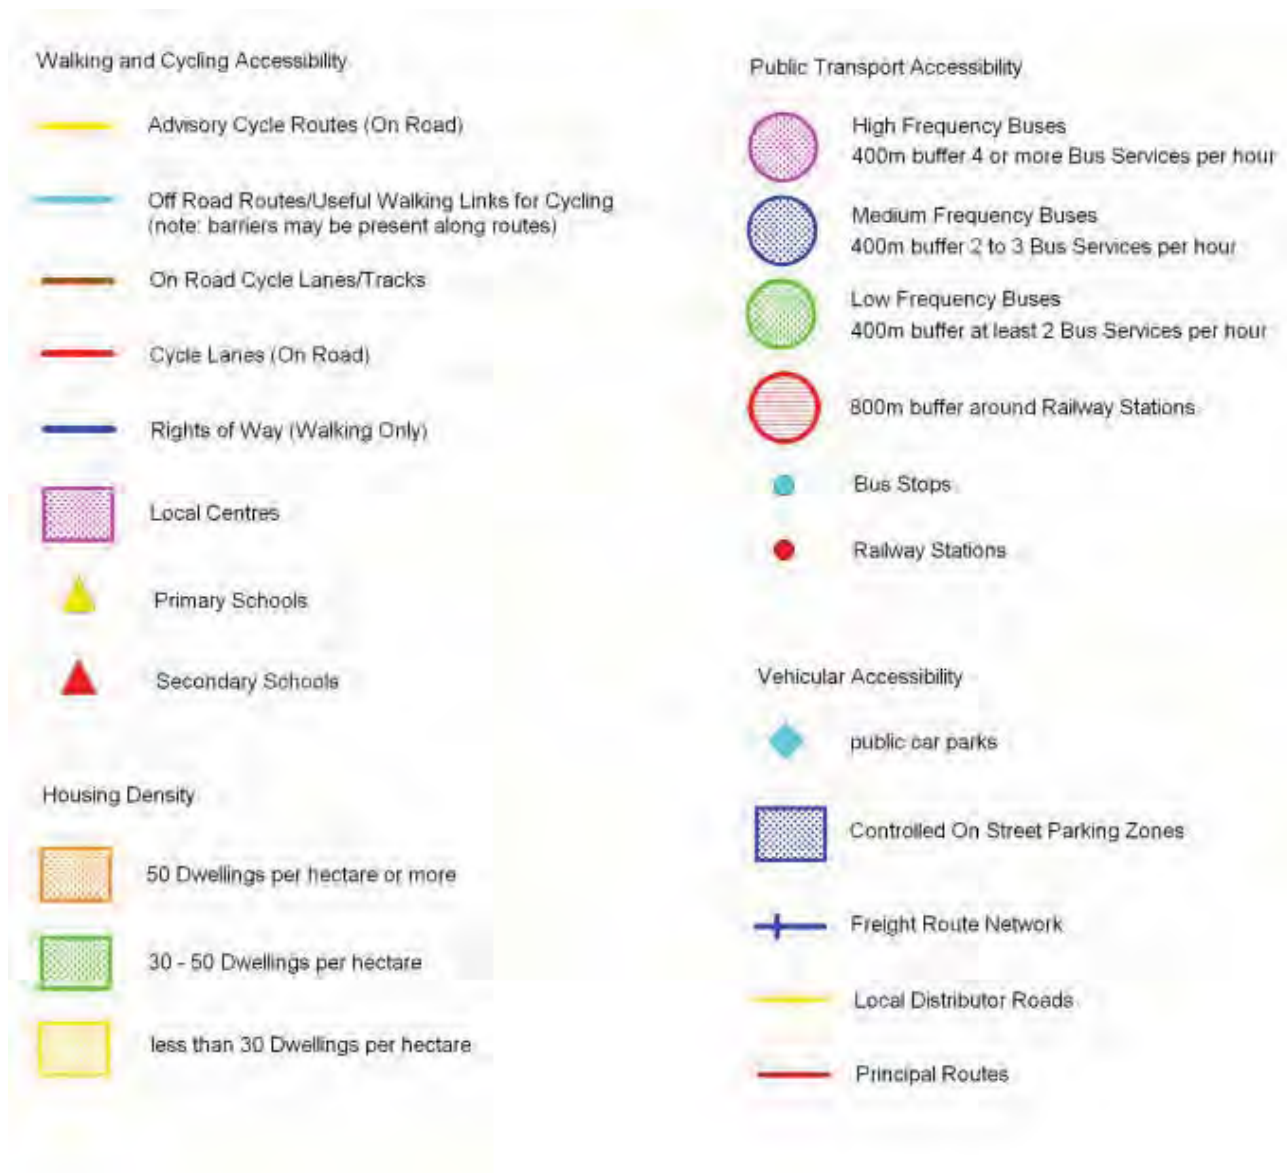 Walking and Cycling Accessibility
Advisory Cycle Routes (On Road)
Off Road Routes/Useful Walking Links for Cycling
(note: barriers may be present along routes)
On Road Cycle Lanes/Tracks
Cycle Lanes (On Road)
Rights of Way (Walking Only)
Local Centres
Primary Schools
Secondary Schools
Housing Density
50 Dwellings per hectare or more
30 - 50 Dwellings per hectare
less than 30 Dwellings per hectare
Public Transport Accessibility
High Frequency Buses
400m buffer 4 or more Bus Services per hour
Medium Frequency Buses
400m buffer 2 to 3 Bus Services per hour
Low Frequency Buses
400m buffer at least 2 Bus Services per hour
800m buffer around Railway Stations
Bus Stops
Railway Stations
Vehicular Accessibility
public car parks
Controlled On Street Parking Zones
Freight Route Network
Local Distributor Roads
Principal Routes